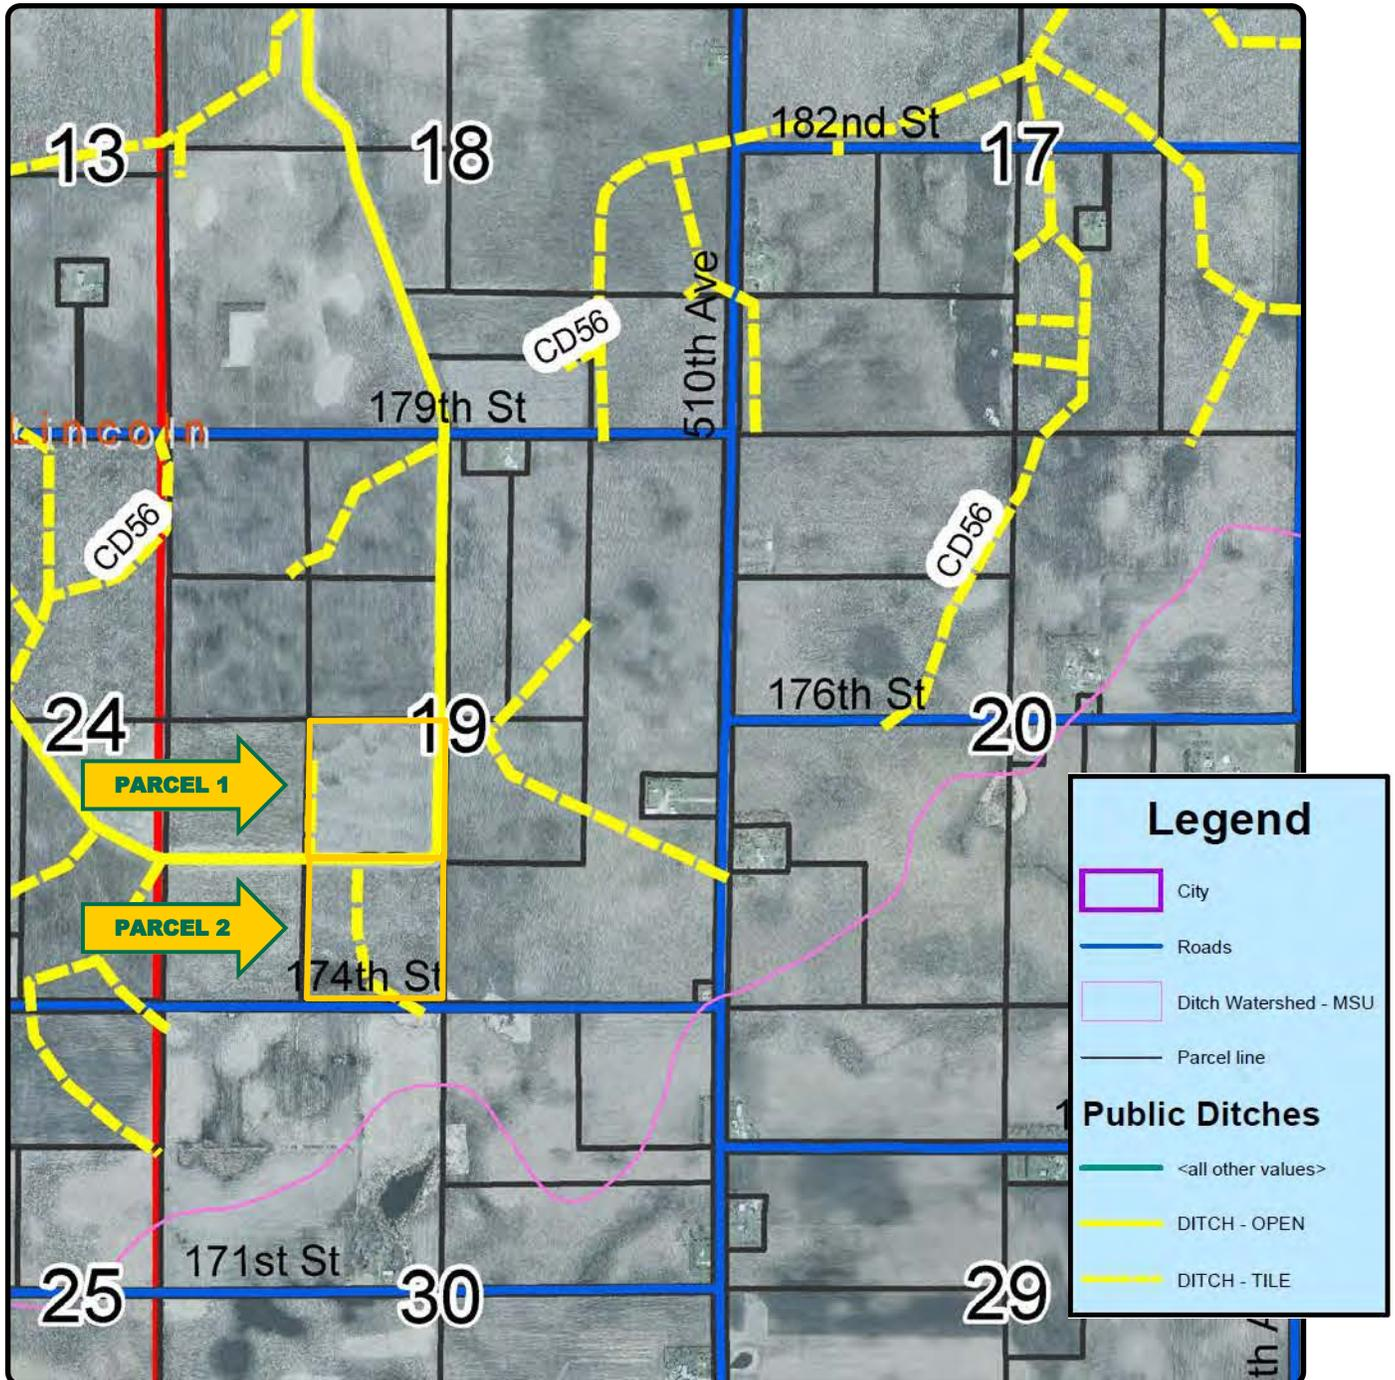 182nd St
13
18
17
510th Ave
CD56
179th St
Lincoln
CD56
CD56
176th St
24
19
20
PARCEL 1
PARCEL 2
174th St
171st St
25
30
29
1
th A
Legend
City
Roads
Ditch Watershed - MSU
Parcel line
Public Ditches
<all other values>
DITCH - OPEN
DITCH - TILE